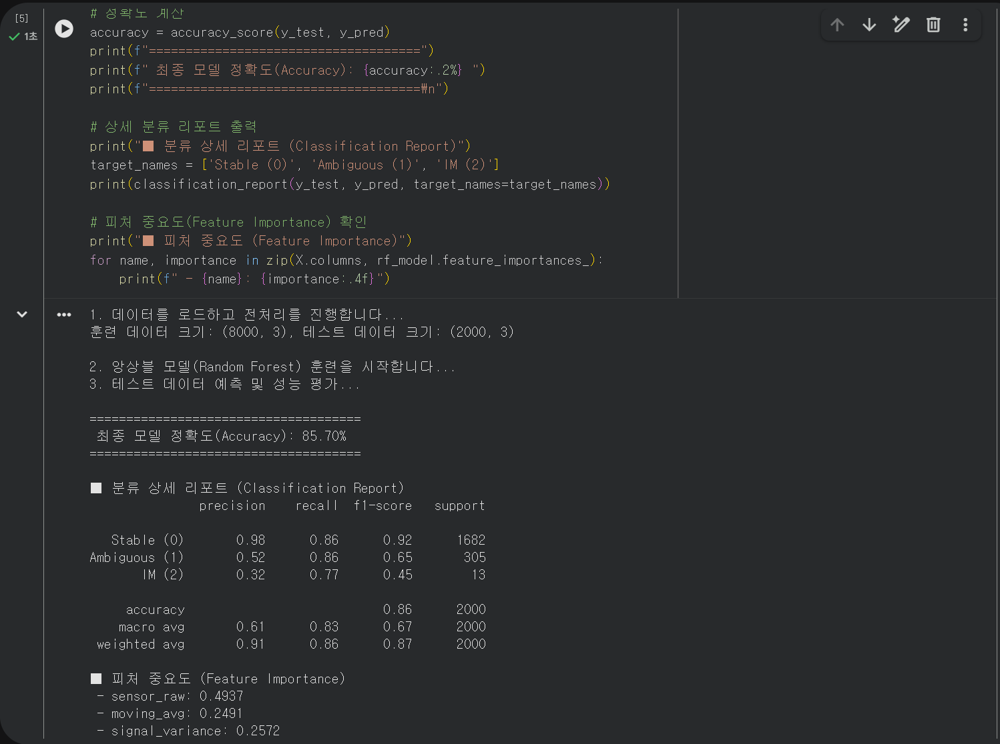 [5]
1초
# 정확도 계산
accuracy = accuracy_score(y_test, y_pred)
print(f"=====================================")
print(f" 최종 모델 정확도(Accuracy): {accuracy:.2%} ")
print(f"=====================================₩n")
# 상세 분류 리포트 출력
print("■ 분류 상세 리포트 (Classification Report)")
target_names = ['Stable (0)', 'Ambiguous (1)', 'IM (2)']
print(classification_report(y_test, y_pred, target_names=target_names))
# 피처 중요도(Feature Importance) 확인
print("■ 피처 중요도 (Feature Importance)")
for name, importance in zip(X.columns, rf_model.feature_importances_):
    print(f" - {name}: {importance:.4f}")
1. 데이터를 로드하고 전처리를 진행합니다...
훈련 데이터 크기: (8000, 3), 테스트 데이터 크기: (2000, 3)
2. 앙상블 모델(Random Forest) 훈련을 시작합니다...
3. 테스트 데이터 예측 및 성능 평가...
=====================================
 최종 모델 정확도(Accuracy): 85.70%
=====================================
■ 분류 상세 리포트 (Classification Report)
               precision    recall  f1-score   support
   Stable (0)       0.98      0.86      0.92      1682
Ambiguous (1)       0.52      0.86      0.65       305
       IM (2)       0.32      0.77      0.45        13
     accuracy                           0.86      2000
    macro avg       0.61      0.83      0.67      2000
 weighted avg       0.91      0.86      0.87      2000
■ 피처 중요도 (Feature Importance)
 - sensor_raw: 0.4937
 - moving_avg: 0.2491
 - signal_variance: 0.2572